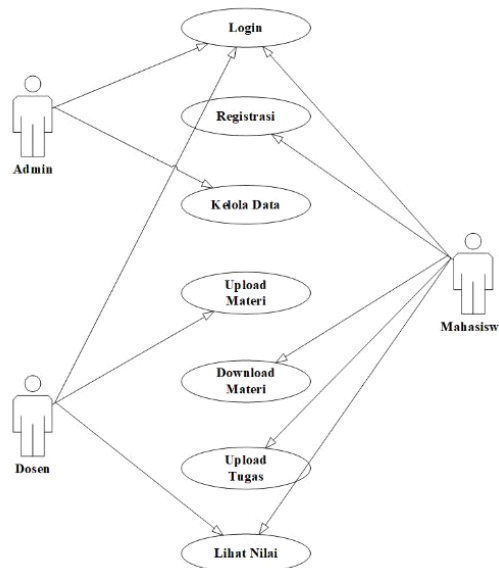 Login
Registrasi
Admin
Kelola Data
Mahasisw
Upload
Materi
Download
Materi
Dosen
Upload
Tugas
Lihat Nilai